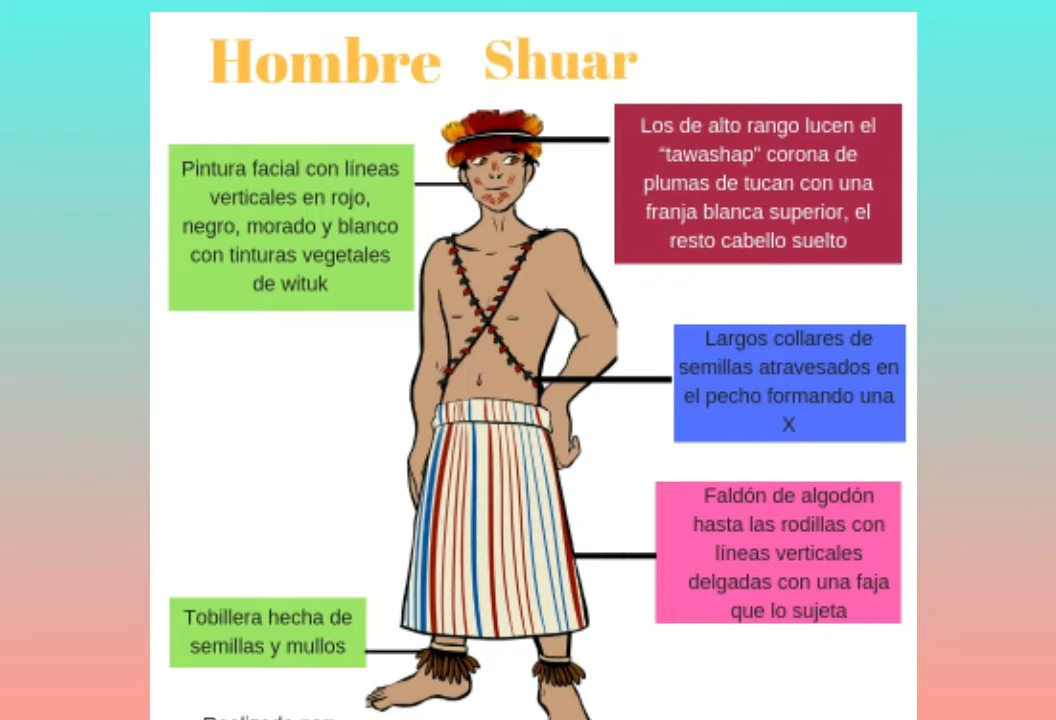 Hombre Shuar
Pintura facial con líneas
verticales en rojo,
negro, morado y blanco
con tinturas vegetales
de wituk
Los de alto rango lucen el
“tawashap” corona de
plumas de tucan con una
franja blanca superior, el
resto cabello suelto
Largos collares de
semillas atravesados en
el pecho formando una
X
Faldón de algodón
hasta las rodillas con
líneas verticales
delgadas con una faja
que lo sujeta
Tobillera hecha de
semillas y mullos